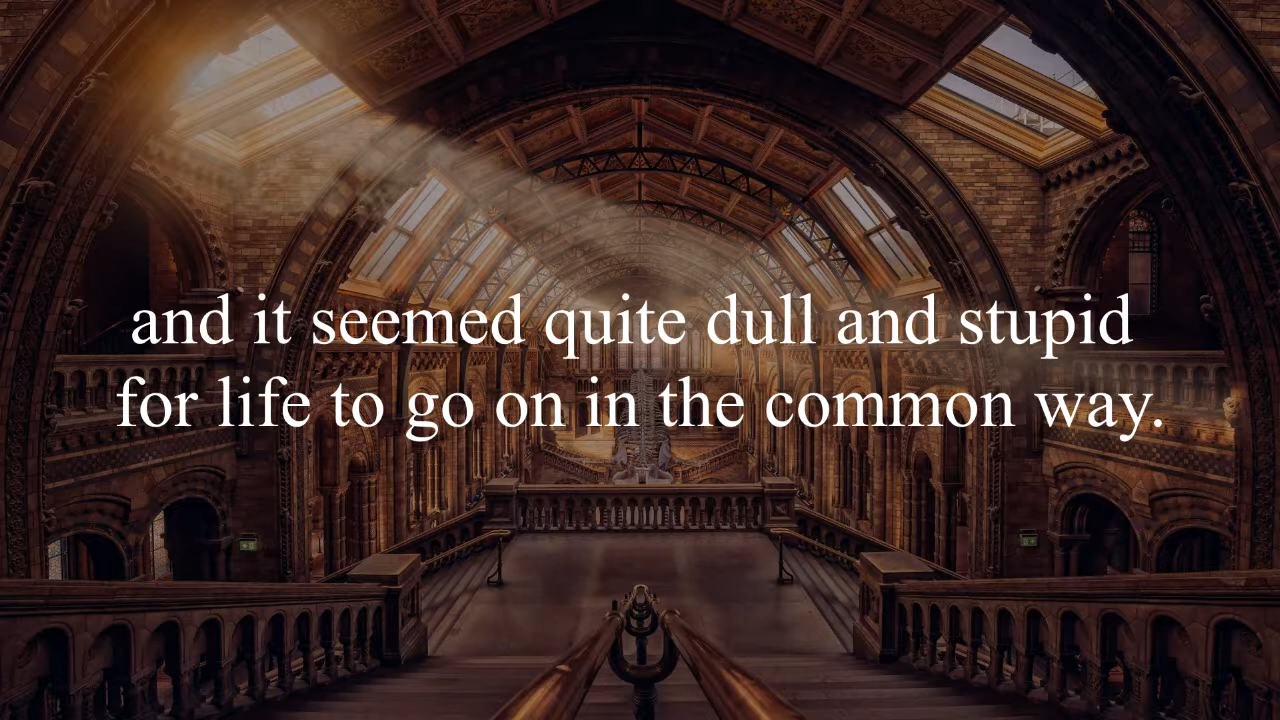 and it seemed quite dull and stupid
for life to go on in the common way.